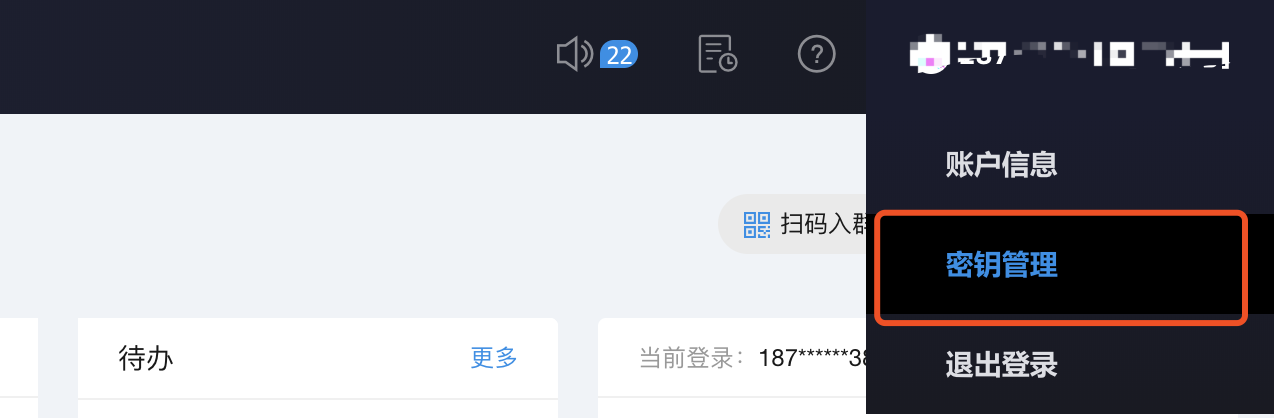 22
?
账户信息
扫码入群
密钥管理
待办
更多
当前登录：187******38
退出登录